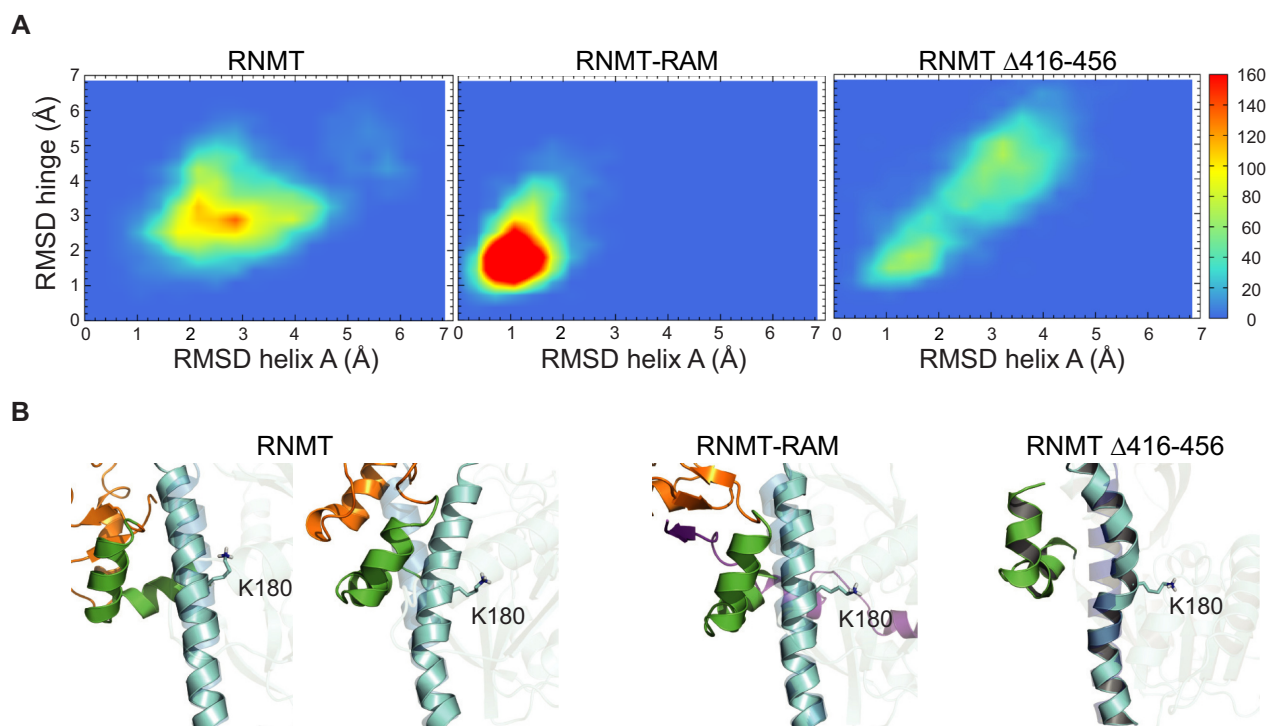 A
RNMT RNMT-RAM RNMT Δ416-456
RMSD hinge (Å)
7
6
5
4
3
2
1
0
0 1 2 3 4 5 6 7
0 1 2 3 4 5 6 7
0 1 2 3 4 5 6 7
160
140
120
100
80
60
40
20
0
RMSD helix A (Å) RMSD helix A (Å) RMSD helix A (Å)
B
RNMT RNMT-RAM RNMT Δ416-456
K180 K180 K180 K180